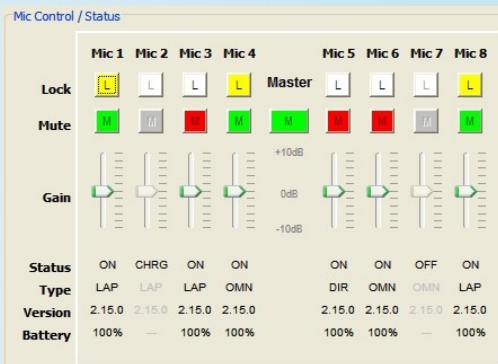 Mic Control / Status
Mic 1 Mic 2 Mic 3 Mic 4 Mic 5 Mic 6 Mic 7 Mic 8
Lock L L L L Master L L L L
Mute M M M M M M M M M
+10dB
Gain 0dB
-10dB
Status ON CHRG ON ON ON ON OFF ON
Type LAP LAP LAP OMN DIR OMN OMN LAP
Version 2.15.0 2.15.0 2.15.0 2.15.0 2.15.0 2.15.0 2.15.0 2.15.0
Battery 100% --- 100% 100% 100% 100% --- 100%